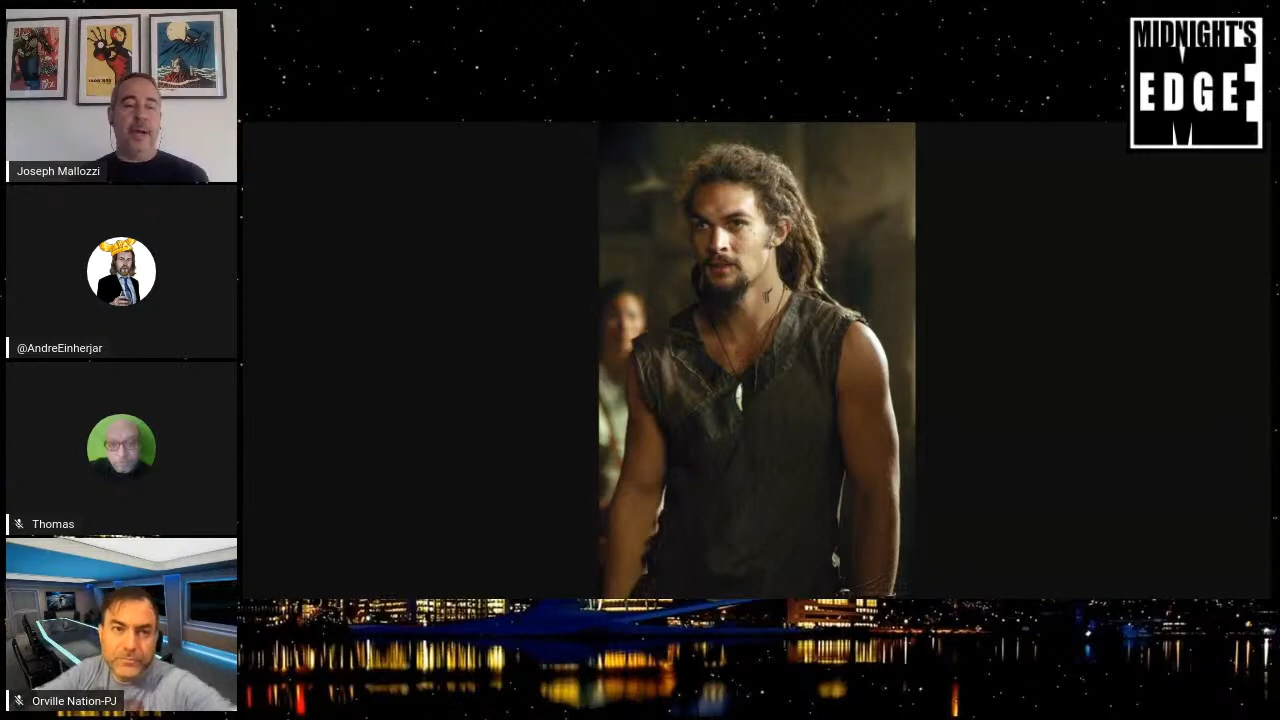 Joseph Mallozzi
@AndreEinherjar
Thomas
Orville Nation-PJ
MIDNIGHT'S
EDGE